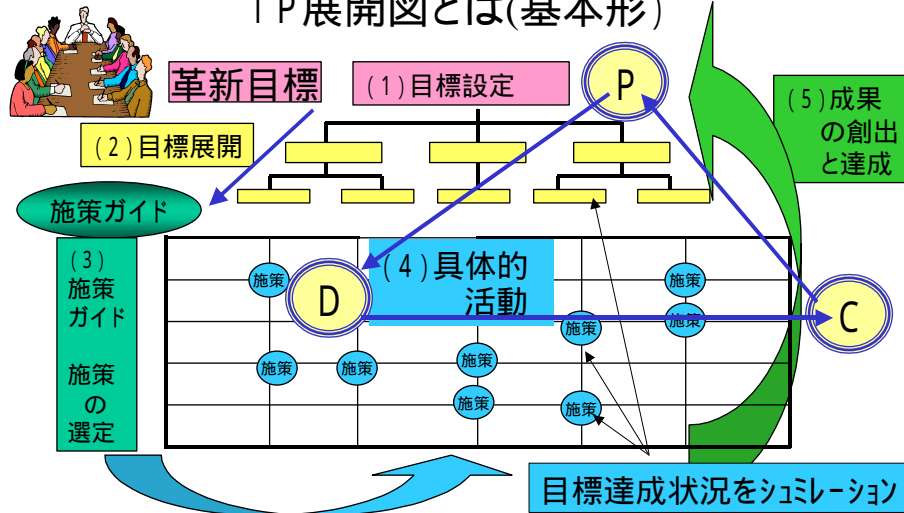 TP展開図とは(基本形)
革新目標
(1)目標設定
P
(5)成果
の創出
と達成
(2)目標展開
施策ガイド
(3)
施策
ガイド
施策
の
選定
(4)具体的
活動
D
C
施策
施策
施策
施策
施策
施策
施策
施策
施策
目標達成状況をシュミレーション